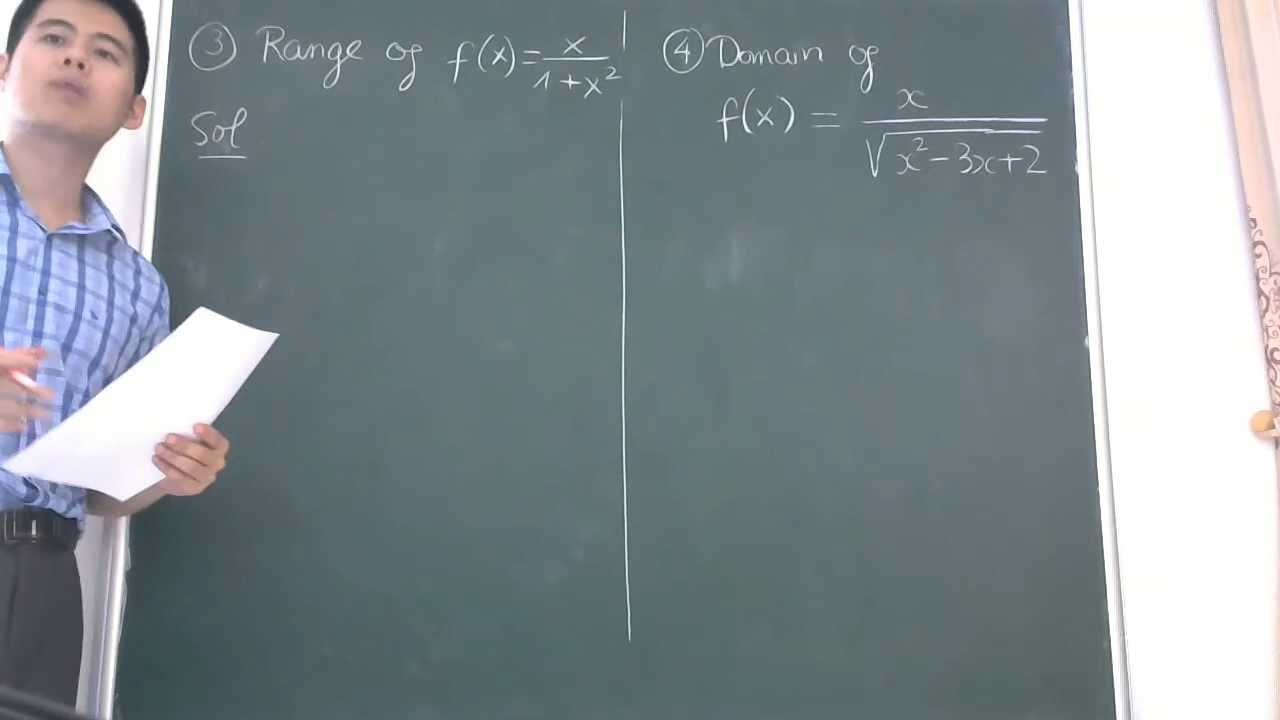 ③ Range of f(x) = x / (1 + x²)
Sol
④ Domain of
f(x) = x / √(x² - 3x + 2)